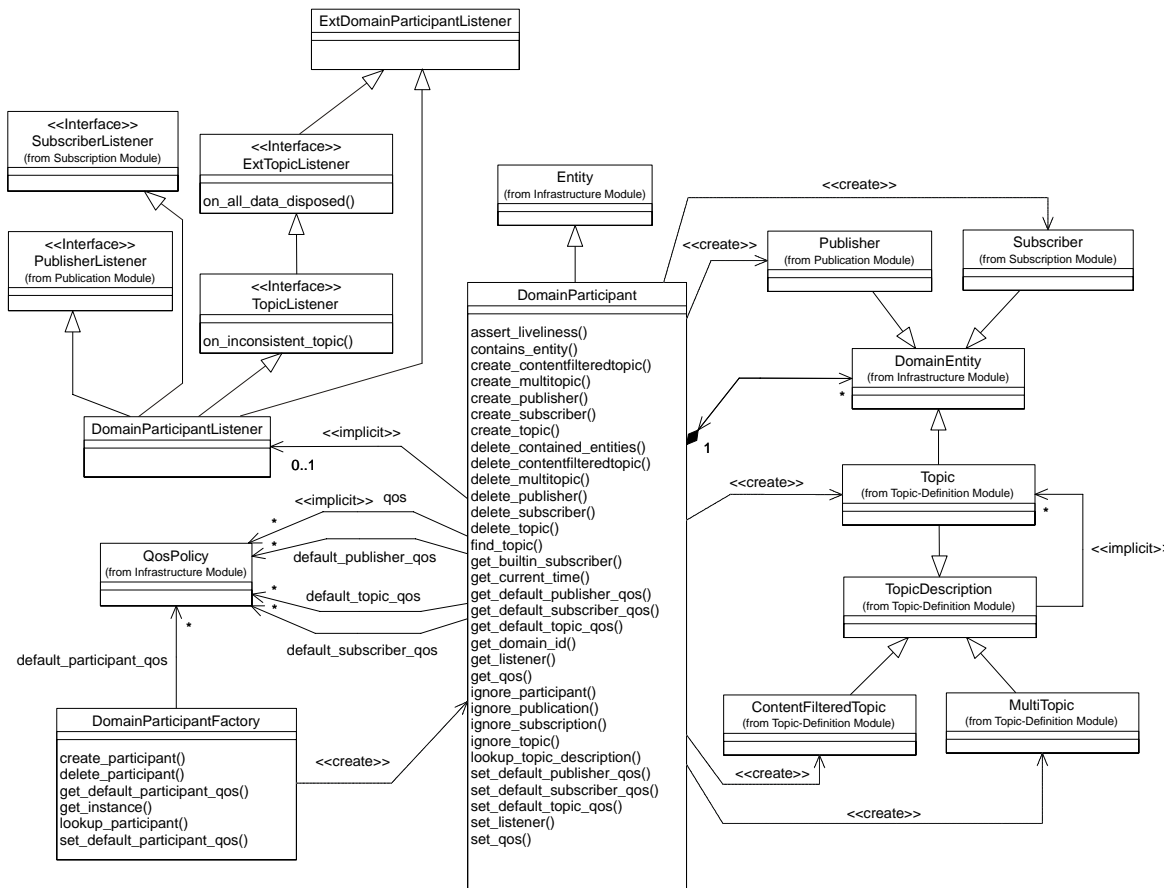 ExtDomainParticipantListener
<<Interface>>
SubscriberListener
(from Subscription Module)
<<Interface>>
ExtTopicListener
on_all_data_disposed()
<<Interface>>
PublisherListener
(from Publication Module)
<<Interface>>
TopicListener
on_inconsistent_topic()
DomainParticipantListener
<<implicit>>
0..1
<<implicit>>
qos
*
*
default_publisher_qos
QosPolicy
(from Infrastructure Module)
*
default_topic_qos
*
default_subscriber_qos
*
default_participant_qos
DomainParticipantFactory
create_participant()
delete_participant()
get_default_participant_qos()
get_instance()
lookup_participant()
set_default_participant_qos()
<<create>>
Entity
(from Infrastructure Module)
DomainParticipant
assert_liveliness()
contains_entity()
create_contentfilteredtopic()
create_multitopic()
create_publisher()
create_subscriber()
create_topic()
delete_contained_entities()
delete_contentfilteredtopic()
delete_multitopic()
delete_publisher()
delete_subscriber()
delete_topic()
find_topic()
get_builtin_subscriber()
get_current_time()
get_default_publisher_qos()
get_default_subscriber_qos()
get_default_topic_qos()
get_domain_id()
get_listener()
get_qos()
ignore_participant()
ignore_publication()
ignore_subscription()
ignore_topic()
lookup_topic_description()
set_default_publisher_qos()
set_default_subscriber_qos()
set_default_topic_qos()
set_listener()
set_qos()
<<create>>
<<create>>
Publisher
(from Publication Module)
Subscriber
(from Subscription Module)
DomainEntity
(from Infrastructure Module)
*
1
<<create>>
Topic
(from Topic-Definition Module)
*
<<implicit>>
TopicDescription
(from Topic-Definition Module)
ContentFilteredTopic
(from Topic-Definition Module)
MultiTopic
(from Topic-Definition Module)
<<create>>
<<create>>